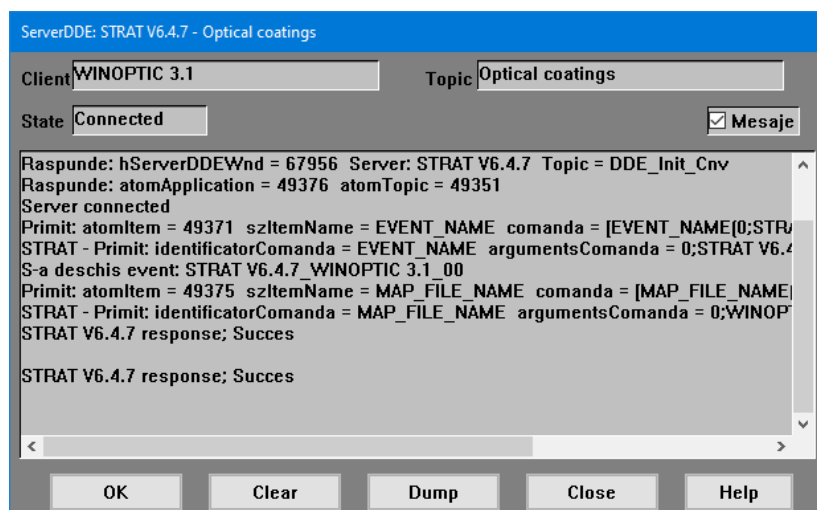 ServerDDE: STRAT V6.4.7 - Optical coatings
Client WINOPTIC 3.1 Topic Optical coatings
State Connected Mesaje
Raspunde: hServerDDEWnd = 67956 Server: STRAT V6.4.7 Topic = DDE_Init_Cnv
Raspunde: atomApplication = 49376 atomTopic = 49351
Server connected
Primit: atomItem = 49371 szItemName = EVENT_NAME comanda = [EVENT_NAME(0;STRA
STRAT - Primit: identificatorComanda = EVENT_NAME argumentsComanda = 0;STRAT V6.4
S-a deschis event: STRAT V6.4.7_WINOPTIC 3.1_00
Primit: atomItem = 49375 szItemName = MAP_FILE_NAME comanda = [MAP_FILE_NAME(
STRAT - Primit: identificatorComanda = MAP_FILE_NAME argumentsComanda = 0;WINOPT
STRAT V6.4.7 response; Succes
STRAT V6.4.7 response; Succes
OK Clear Dump Close Help